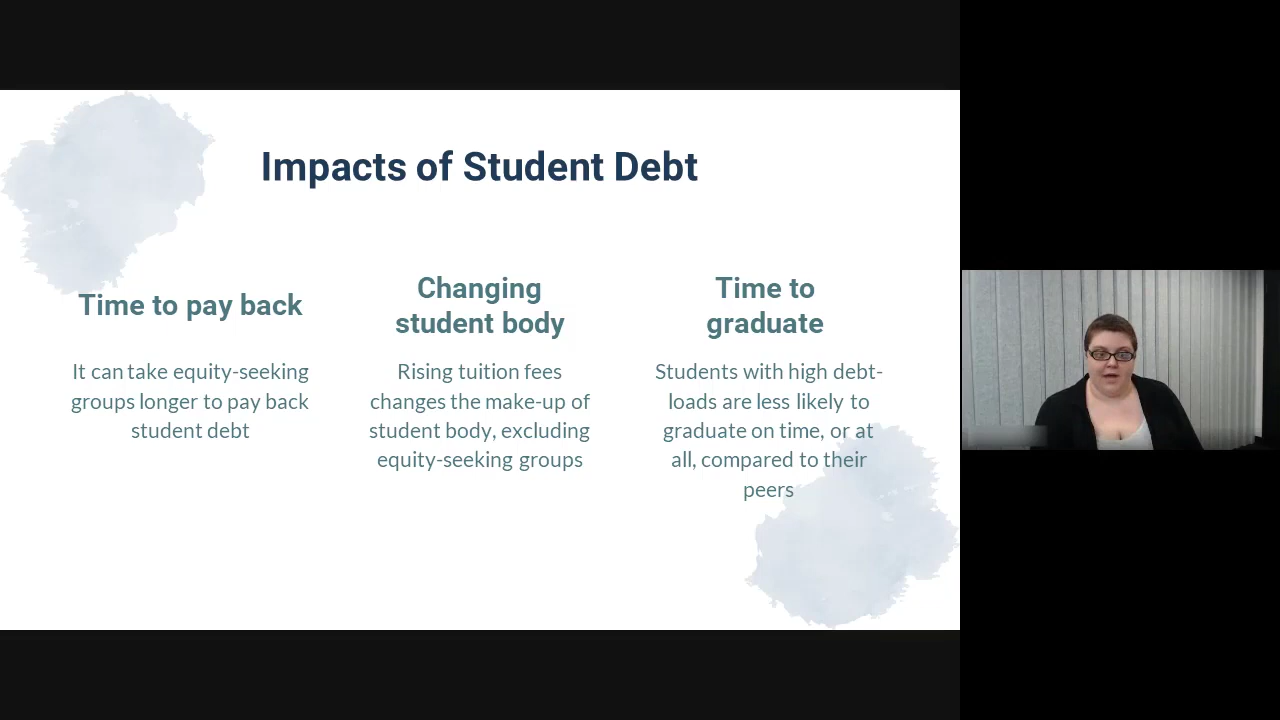 Impacts of Student Debt
Time to pay back
It can take equity-seeking
groups longer to pay back
student debt
Changing
student body
Rising tuition fees
changes the make-up of
student body, excluding
equity-seeking groups
Time to
graduate
Students with high debt-
loads are less likely to
graduate on time, or at
all, compared to their
peers